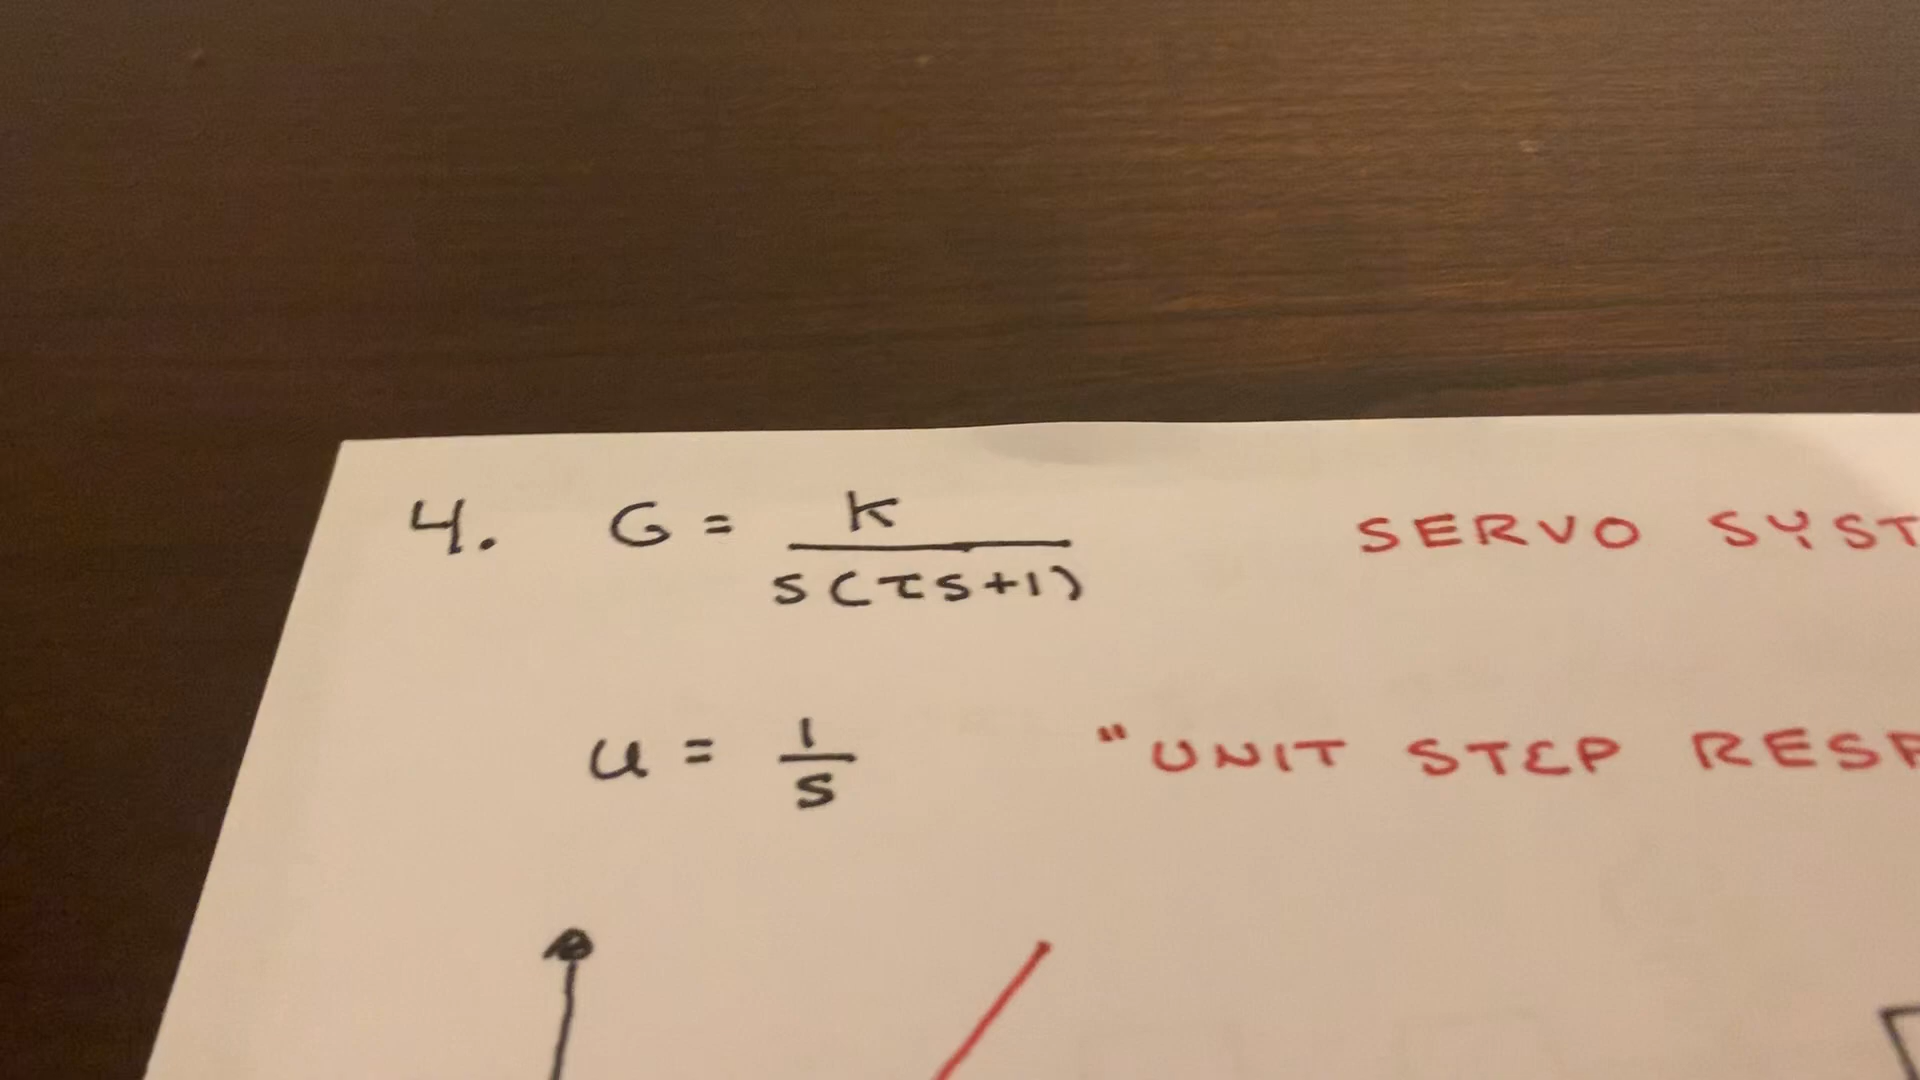 4. G = K / s(τs+1) SERVO SYST
u = 1/s "UNIT STEP RESP